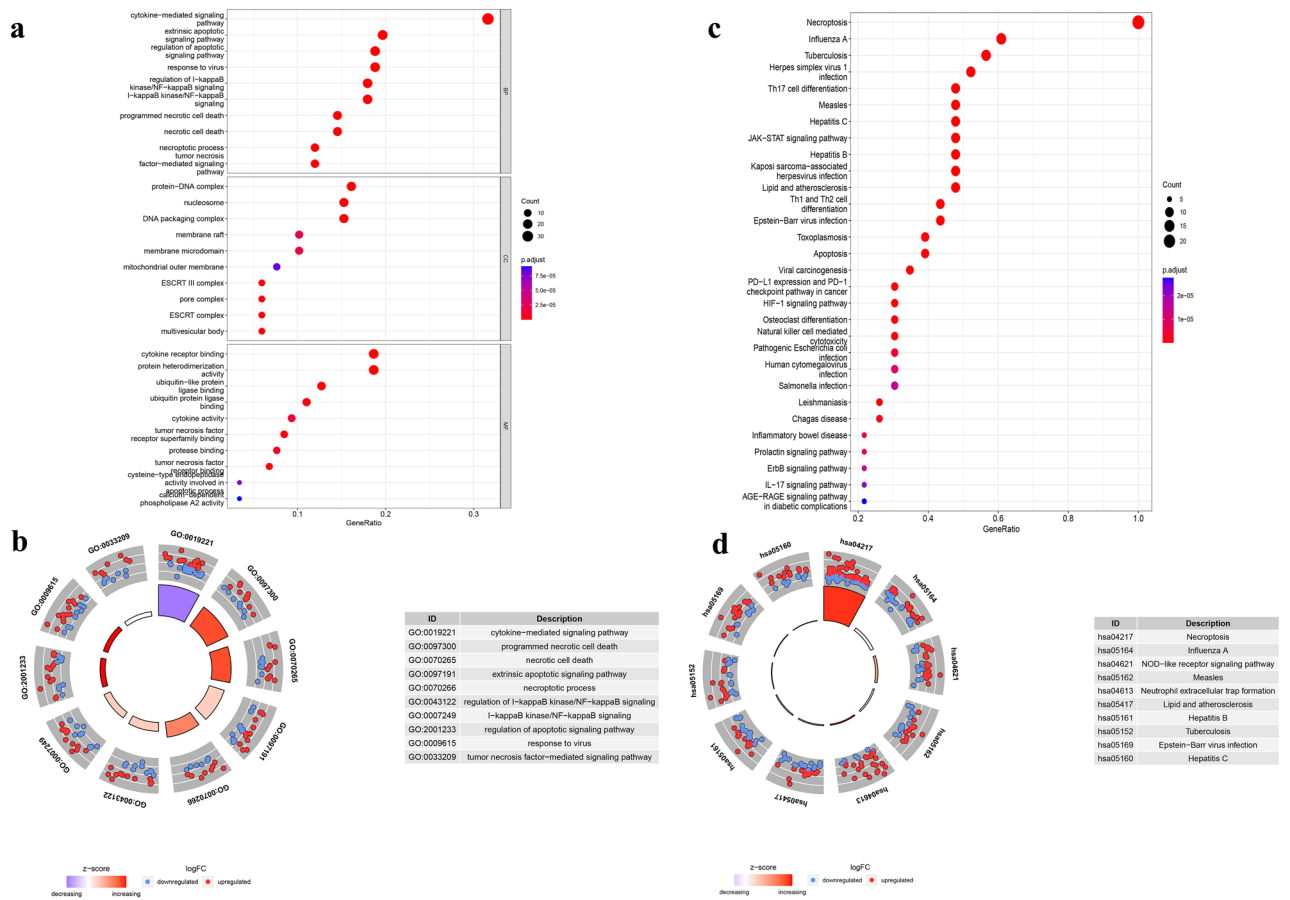 a
cytokine−mediated signaling
pathway
extrinsic apoptotic
signaling pathway
regulation of apoptotic
signaling pathway
response to virus
regulation of I−kappaB
kinase/NF−kappaB signaling
I−kappaB kinase/NF−kappaB
signaling
programmed necrotic cell death
necrotic cell death
necroptotic process
tumor necrosis
factor−mediated signaling
pathway
BP
protein−DNA complex
nucleosome
DNA packaging complex
membrane raft
membrane microdomain
mitochondrial outer membrane
ESCRT III complex
pore complex
ESCRT complex
multivesicular body
CC
cytokine receptor binding
protein heterodimerization
activity
ubiquitin−like protein
ligase binding
ubiquitin protein ligase
binding
cytokine activity
tumor necrosis factor
receptor superfamily binding
protease binding
tumor necrosis factor
receptor binding
cysteine−type endopeptidase
activity involved in
apoptotic process
calcium−dependent
phospholipase A2 activity
MF
0.1 0.2 0.3
GeneRatio
Count
10
20
30
p.adjust
7.5e−05
5.0e−05
2.5e−05
c
Necroptosis
Influenza A
Tuberculosis
Herpes simplex virus 1
infection
Th17 cell differentiation
Measles
Hepatitis C
JAK−STAT signaling pathway
Hepatitis B
Kaposi sarcoma−associated
herpesvirus infection
Lipid and atherosclerosis
Th1 and Th2 cell
differentiation
Epstein−Barr virus infection
Toxoplasmosis
Apoptosis
Viral carcinogenesis
PD−L1 expression and PD−1
checkpoint pathway in cancer
HIF−1 signaling pathway
Osteoclast differentiation
Natural killer cell mediated
cytotoxicity
Pathogenic Escherichia coli
infection
Human cytomegalovirus
infection
Salmonella infection
Leishmaniasis
Chagas disease
Inflammatory bowel disease
Prolactin signaling pathway
ErbB signaling pathway
IL−17 signaling pathway
AGE−RAGE signaling pathway
in diabetic complications
0.2 0.4 0.6 0.8 1.0
GeneRatio
Count
5
10
15
20
p.adjust
2e−05
1e−05
b
GO:0019221
GO:0097300
GO:0070265
GO:0097191
GO:0070266
GO:0043122
GO:0007249
GO:2001233
GO:0009615
GO:0033209
ID Description
GO:0019221 cytokine−mediated signaling pathway
GO:0097300 programmed necrotic cell death
GO:0070265 necrotic cell death
GO:0097191 extrinsic apoptotic signaling pathway
GO:0070266 necroptotic process
GO:0043122 regulation of I−kappaB kinase/NF−kappaB signaling
GO:0007249 I−kappaB kinase/NF−kappaB signaling
GO:2001233 regulation of apoptotic signaling pathway
GO:0009615 response to virus
GO:0033209 tumor necrosis factor−mediated signaling pathway
z−score
decreasing increasing
logFC
downregulated upregulated
d
hsa04217
hsa05164
hsa04621
hsa05162
hsa04613
hsa05417
hsa05161
hsa05152
hsa05169
hsa05160
ID Description
hsa04217 Necroptosis
hsa05164 Influenza A
hsa04621 NOD−like receptor signaling pathway
hsa05162 Measles
hsa04613 Neutrophil extracellular trap formation
hsa05417 Lipid and atherosclerosis
hsa05161 Hepatitis B
hsa05152 Tuberculosis
hsa05169 Epstein−Barr virus infection
hsa05160 Hepatitis C
z−score
decreasing increasing
logFC
downregulated upregulated